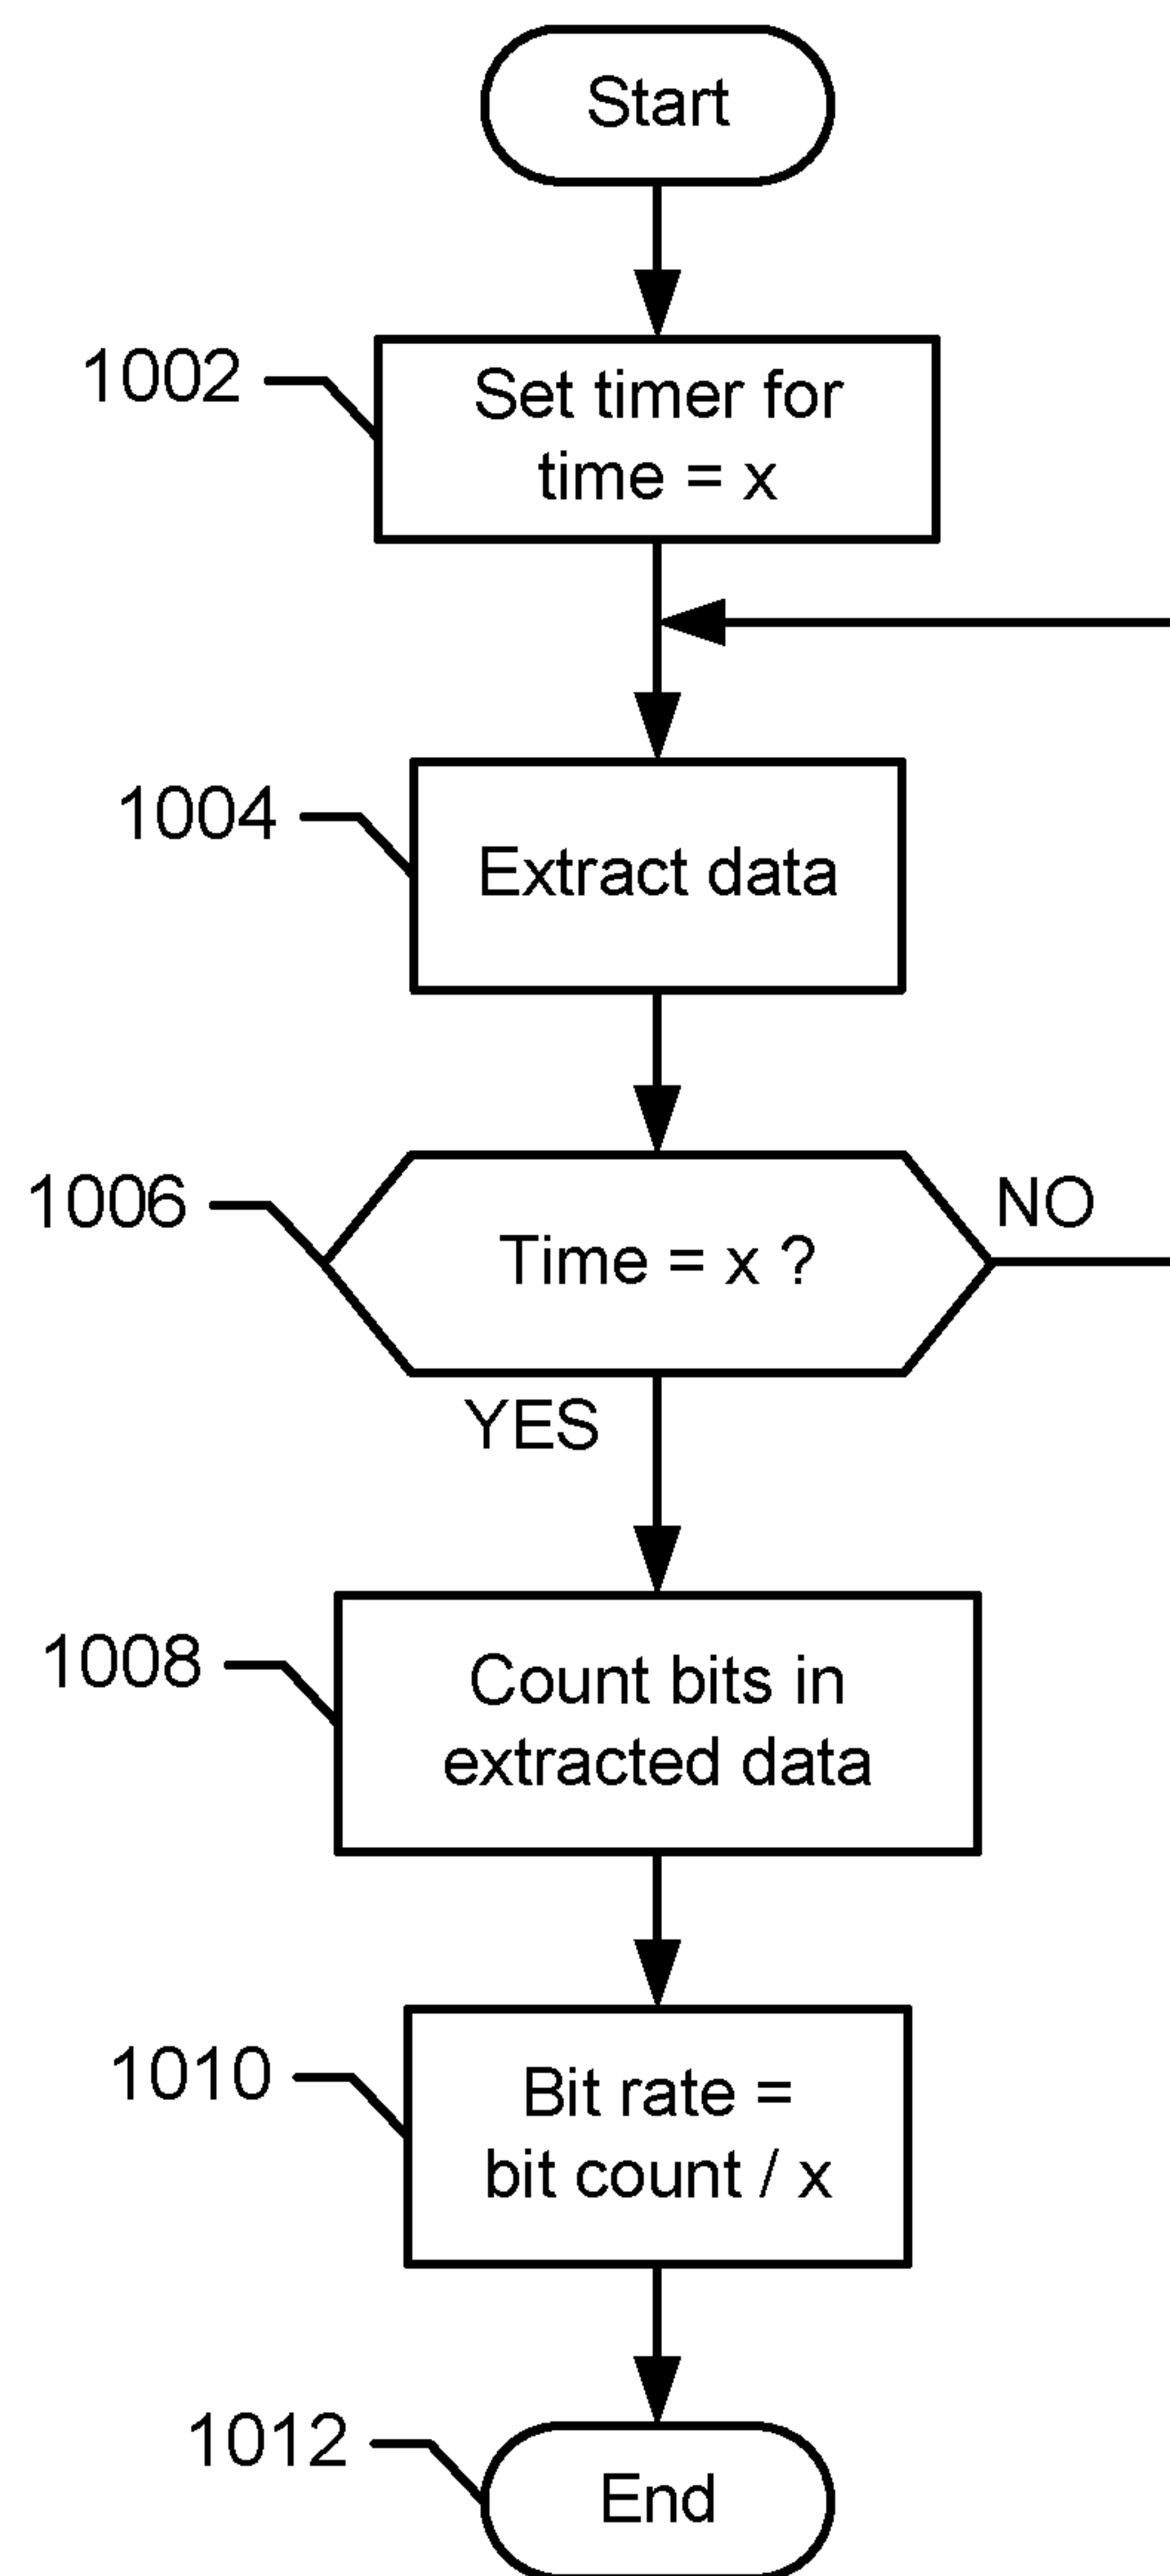 Start
1002
Set timer for
time = x
1004
Extract data
1006
Time = x ?
NO
YES
1008
Count bits in
extracted data
1010
Bit rate =
bit count / x
1012
End